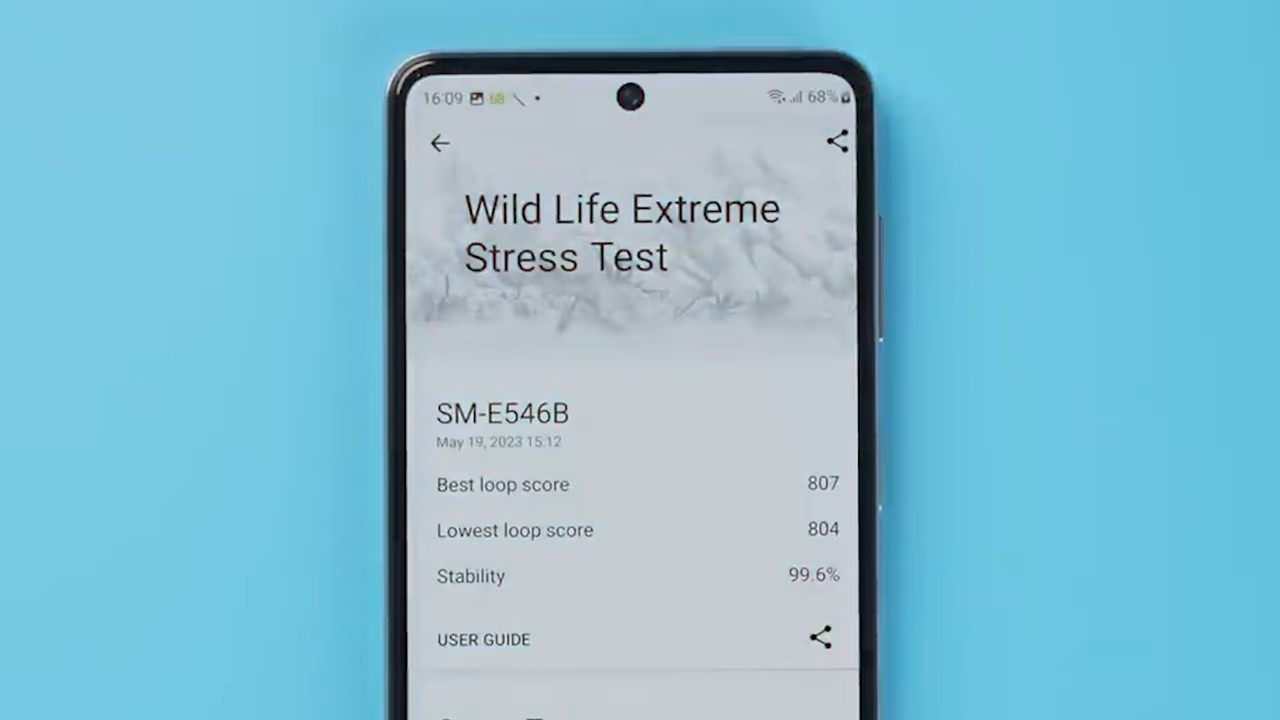 16:09 68 68%
Wild Life Extreme
Stress Test
SM-E546B
May 19, 2023 15:12
Best loop score 807
Lowest loop score 804
Stability 99.6%
USER GUIDE